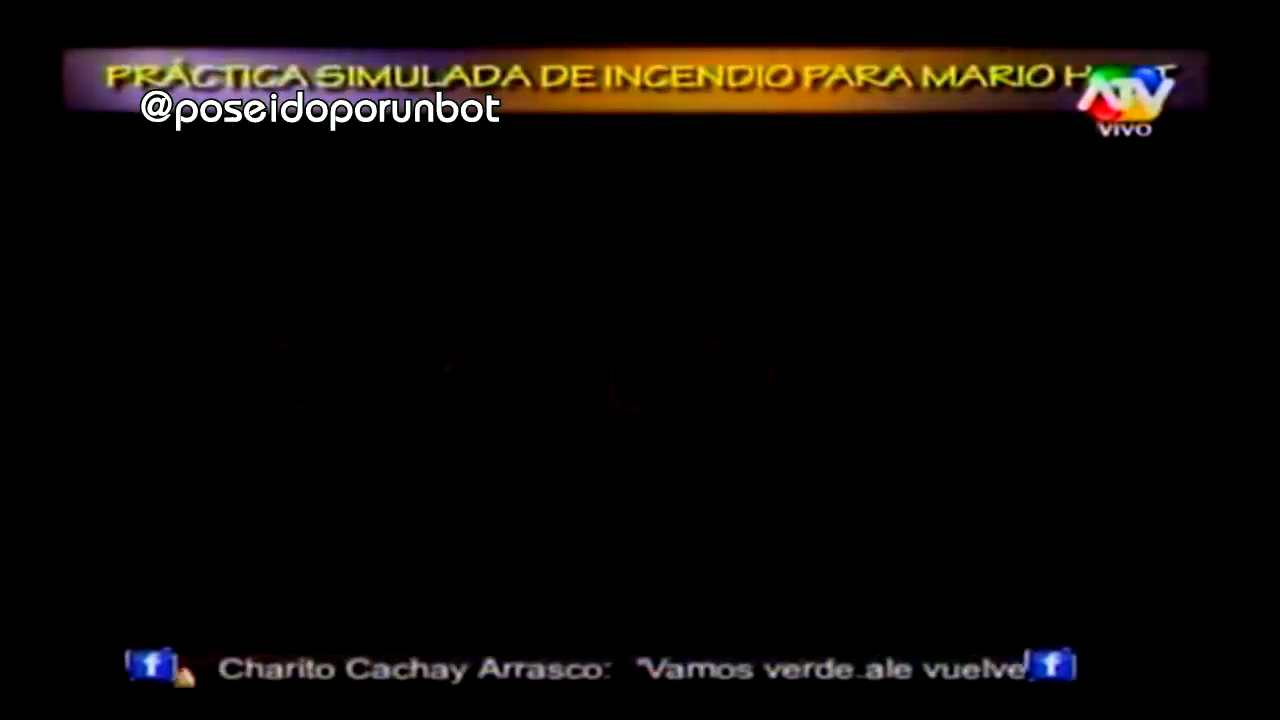 PRÁCTICA SIMULADA DE INCENDIO PARA MARIO
@poseidoporunbot
ATV
VIVO
f Charito Cachay Arrasco: "Vamos verde..ale vuelve f